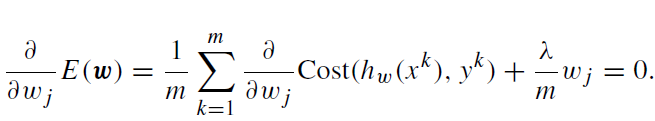 ∂/∂w_j E(w) = 1/m ∑_{k=1}^{m} ∂/∂w_j Cost(h_w(x^k), y^k) + λ/m w_j = 0.